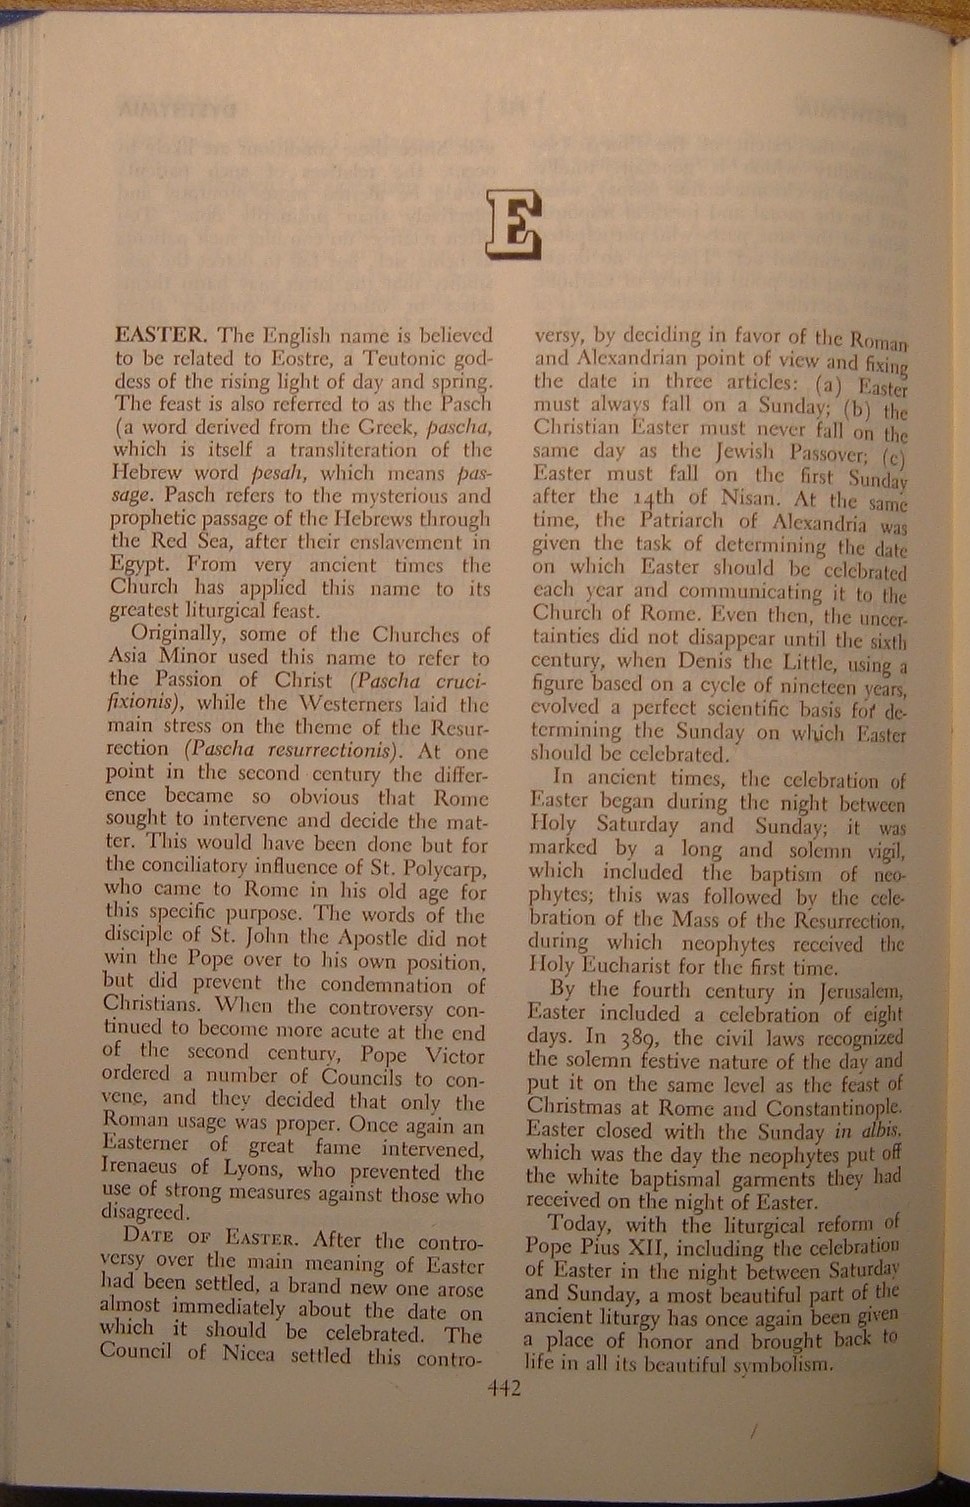 E
EASTER. The English name is believed
to be related to Eostre, a Teutonic god-
dess of the rising light of day and spring.
The feast is also referred to as the Pasch
(a word derived from the Greek, pascha,
which is itself a transliteration of the
Hebrew word pesah, which means pas-
sage. Pasch refers to the mysterious and
prophetic passage of the Hebrews through
the Red Sea, after their enslavement in
Egypt. From very ancient times the
Church has applied this name to its
greatest liturgical feast.
Originally, some of the Churches of
Asia Minor used this name to refer to
the Passion of Christ (Pascha cruci-
fixionis), while the Westerners laid the
main stress on the theme of the Resur-
rection (Pascha resurrectionis). At one
point in the second century the differ-
ence became so obvious that Rome
sought to intervene and decide the mat-
ter. This would have been done but for
the conciliatory influence of St. Polycarp,
who came to Rome in his old age for
this specific purpose. The words of the
disciple of St. John the Apostle did not
win the Pope over to his own position,
but did prevent the condemnation of
Christians. When the controversy con-
tinued to become more acute at the end
of the second century, Pope Victor
ordered a number of Councils to con-
vene, and they decided that only the
Roman usage was proper. Once again an
Easterner of great fame intervened,
Irenaeus of Lyons, who prevented the
use of strong measures against those who
disagreed.
DATE OF EASTER. After the contro-
versy over the main meaning of Easter
had been settled, a brand new one arose
almost immediately about the date on
which it should be celebrated. The
Council of Nicea settled this contro-
versy, by deciding in favor of the Roman
and Alexandrian point of view and fixing
the date in three articles: (a) Easter
must always fall on a Sunday; (b) the
Christian Easter must never fall on the
same day as the Jewish Passover; (c)
Easter must fall on the first Sunday
after the 14th of Nisan. At the same
time, the Patriarch of Alexandria was
given the task of determining the date
on which Easter should be celebrated
each year and communicating it to the
Church of Rome. Even then, the uncer-
tainties did not disappear until the sixth
century, when Denis the Little, using a
figure based on a cycle of nineteen years,
evolved a perfect scientific basis for de-
termining the Sunday on which Easter
should be celebrated.
In ancient times, the celebration of
Easter began during the night between
Holy Saturday and Sunday; it was
marked by a long and solemn vigil,
which included the baptism of neo-
phytes; this was followed by the cele-
bration of the Mass of the Resurrection,
during which neophytes received the
Holy Eucharist for the first time.
By the fourth century in Jerusalem,
Easter included a celebration of eight
days. In 389, the civil laws recognized
the solemn festive nature of the day and
put it on the same level as the feast of
Christmas at Rome and Constantinople.
Easter closed with the Sunday in albis,
which was the day the neophytes put off
the white baptismal garments they had
received on the night of Easter.
Today, with the liturgical reform of
Pope Pius XII, including the celebration
of Easter in the night between Saturday
and Sunday, a most beautiful part of the
ancient liturgy has once again been given
a place of honor and brought back to
life in all its beautiful symbolism.
442